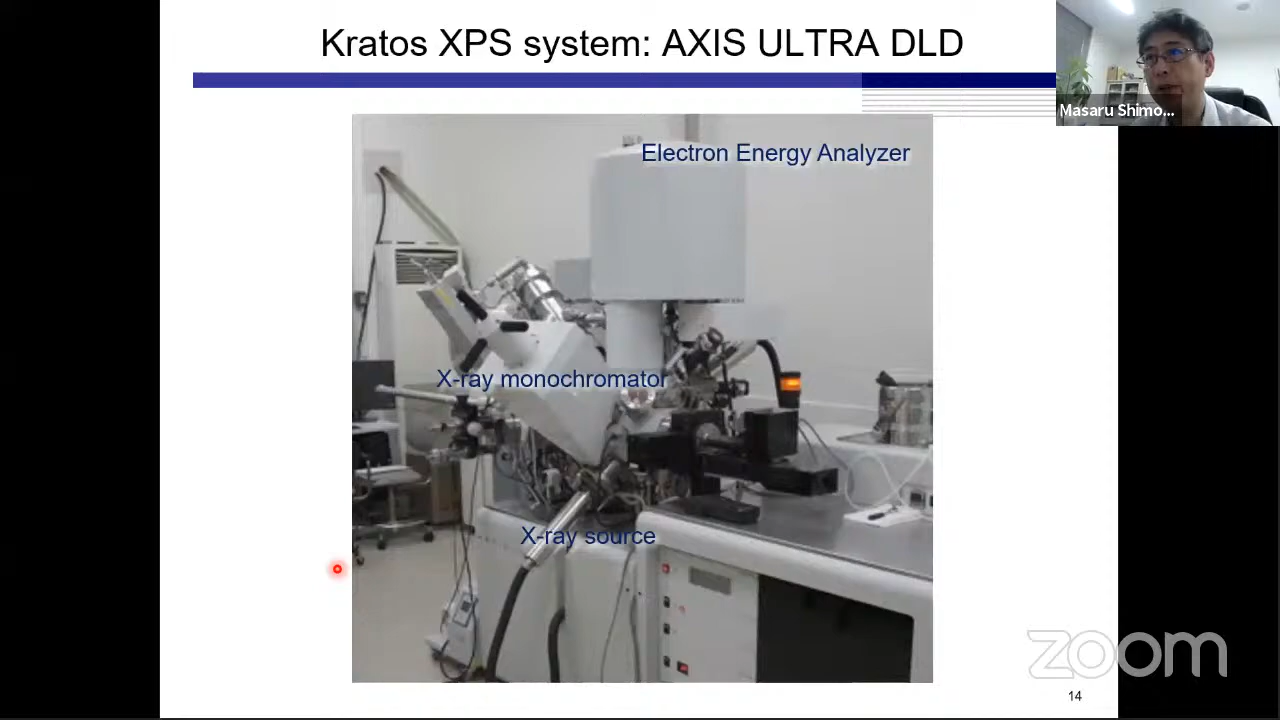 Kratos XPS system: AXIS ULTRA DLD
Masaru Shimo...
Electron Energy Analyzer
X-ray monochromator
X-ray source
zoom
14